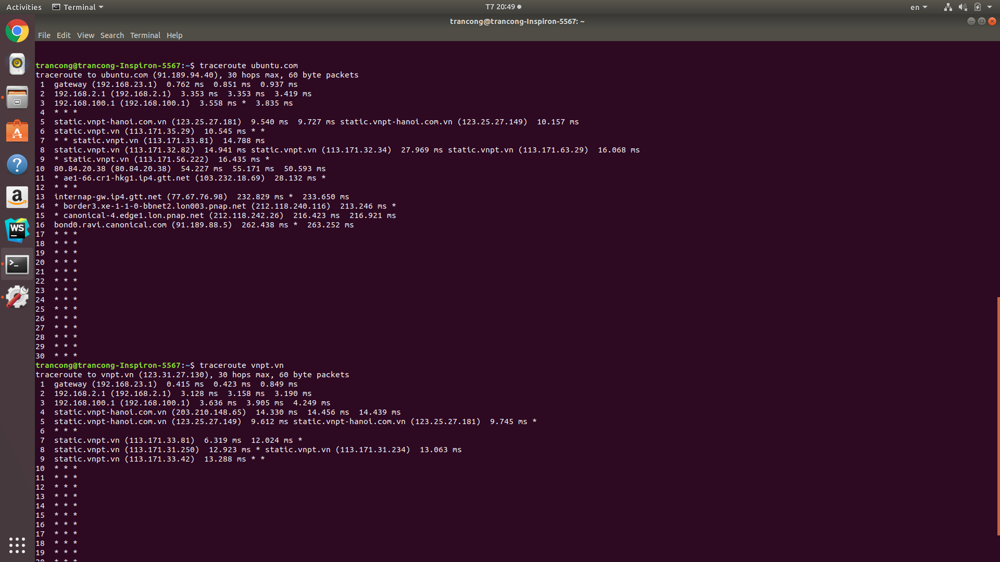 Activities Terminal T7 20:49 en
trancong@trancong-Inspiron-5567: ~
File Edit View Search Terminal Help
trancong@trancong-Inspiron-5567:~$ traceroute ubuntu.com
traceroute to ubuntu.com (91.189.94.40), 30 hops max, 60 byte packets
1 gateway (192.168.23.1) 0.762 ms 0.851 ms 0.937 ms
2 192.168.2.1 (192.168.2.1) 3.353 ms 3.353 ms 3.419 ms
3 192.168.100.1 (192.168.100.1) 3.558 ms * 3.835 ms
4 * * *
5 static.vnpt-hanoi.com.vn (123.25.27.181) 9.540 ms 9.727 ms static.vnpt-hanoi.com.vn (123.25.27.149) 10.157 ms
6 static.vnpt.vn (113.171.35.29) 10.545 ms * *
7 * * static.vnpt.vn (113.171.33.81) 14.788 ms
8 static.vnpt.vn (113.171.32.82) 14.941 ms static.vnpt.vn (113.171.32.34) 27.969 ms static.vnpt.vn (113.171.63.29) 16.068 ms
9 * static.vnpt.vn (113.171.56.222) 16.435 ms *
10 80.84.20.38 (80.84.20.38) 54.227 ms 55.171 ms 50.593 ms
11 * ae1-66.cr1-hkg1.ip4.gtt.net (103.232.18.69) 28.132 ms *
12 * * *
13 internap-gw.ip4.gtt.net (77.67.76.98) 232.829 ms * 233.650 ms
14 * border3.xe-1-1-0-bbnet2.lon003.pnap.net (212.118.240.116) 213.246 ms *
15 * canonical-4.edge1.lon.pnap.net (212.118.242.26) 216.423 ms 216.921 ms
16 bond0.ravi.canonical.com (91.189.88.5) 262.438 ms * 263.252 ms
17 * * *
18 * * *
19 * * *
20 * * *
21 * * *
22 * * *
23 * * *
24 * * *
25 * * *
26 * * *
27 * * *
28 * * *
29 * * *
30 * * *
trancong@trancong-Inspiron-5567:~$ traceroute vnpt.vn
traceroute to vnpt.vn (123.31.27.130), 30 hops max, 60 byte packets
1 gateway (192.168.23.1) 0.415 ms 0.423 ms 0.849 ms
2 192.168.2.1 (192.168.2.1) 3.128 ms 3.158 ms 3.190 ms
3 192.168.100.1 (192.168.100.1) 3.636 ms 3.905 ms 4.249 ms
4 static.vnpt-hanoi.com.vn (203.210.148.65) 14.330 ms 14.456 ms 14.439 ms
5 static.vnpt-hanoi.com.vn (123.25.27.149) 9.612 ms static.vnpt-hanoi.com.vn (123.25.27.181) 9.745 ms *
6 * * *
7 static.vnpt.vn (113.171.33.81) 6.319 ms 12.024 ms *
8 static.vnpt.vn (113.171.31.250) 12.923 ms * static.vnpt.vn (113.171.31.234) 13.063 ms
9 static.vnpt.vn (113.171.33.42) 13.288 ms * *
10 * * *
11 * * *
12 * * *
13 * * *
14 * * *
15 * * *
16 * * *
17 * * *
18 * * *
19 * * *
20 * * *